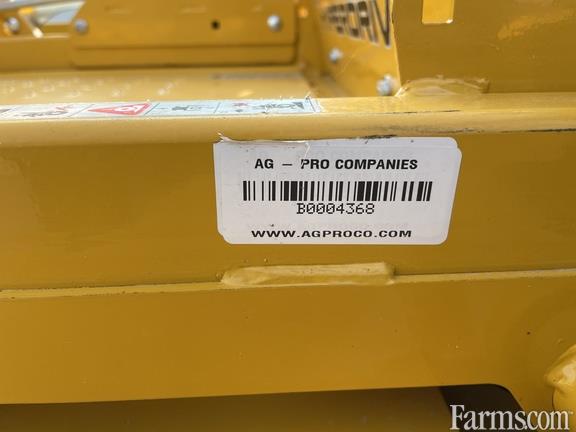 AG – PRO COMPANIES
B0004368
WWW.AGPROCO.COM
Farms.com®